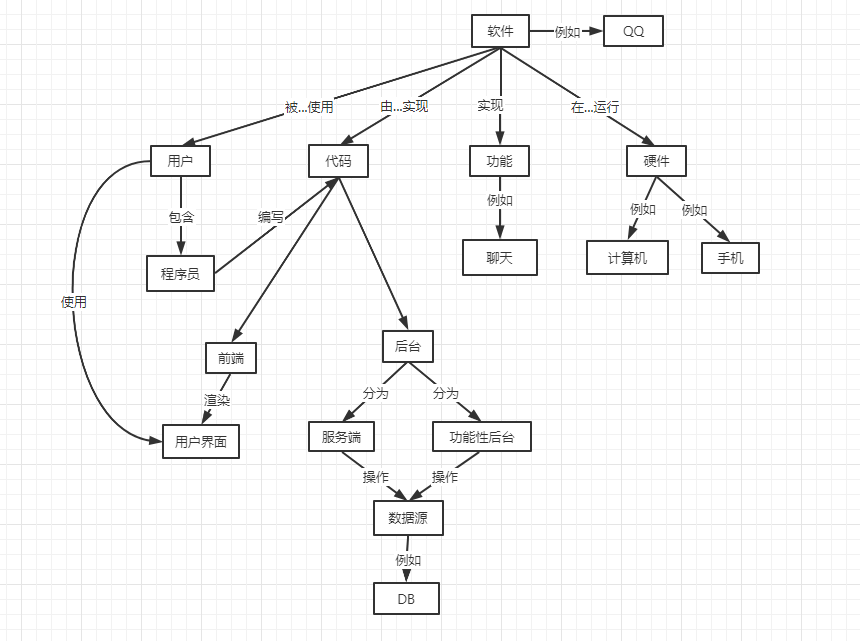 软件
例如
QQ
被...使用
由...实现
实现
在...运行
用户
代码
功能
硬件
包含
编写
例如
例如
例如
程序员
聊天
计算机
手机
使用
前端
后台
渲染
分为
分为
用户界面
服务端
功能性后台
操作
操作
数据源
例如
DB